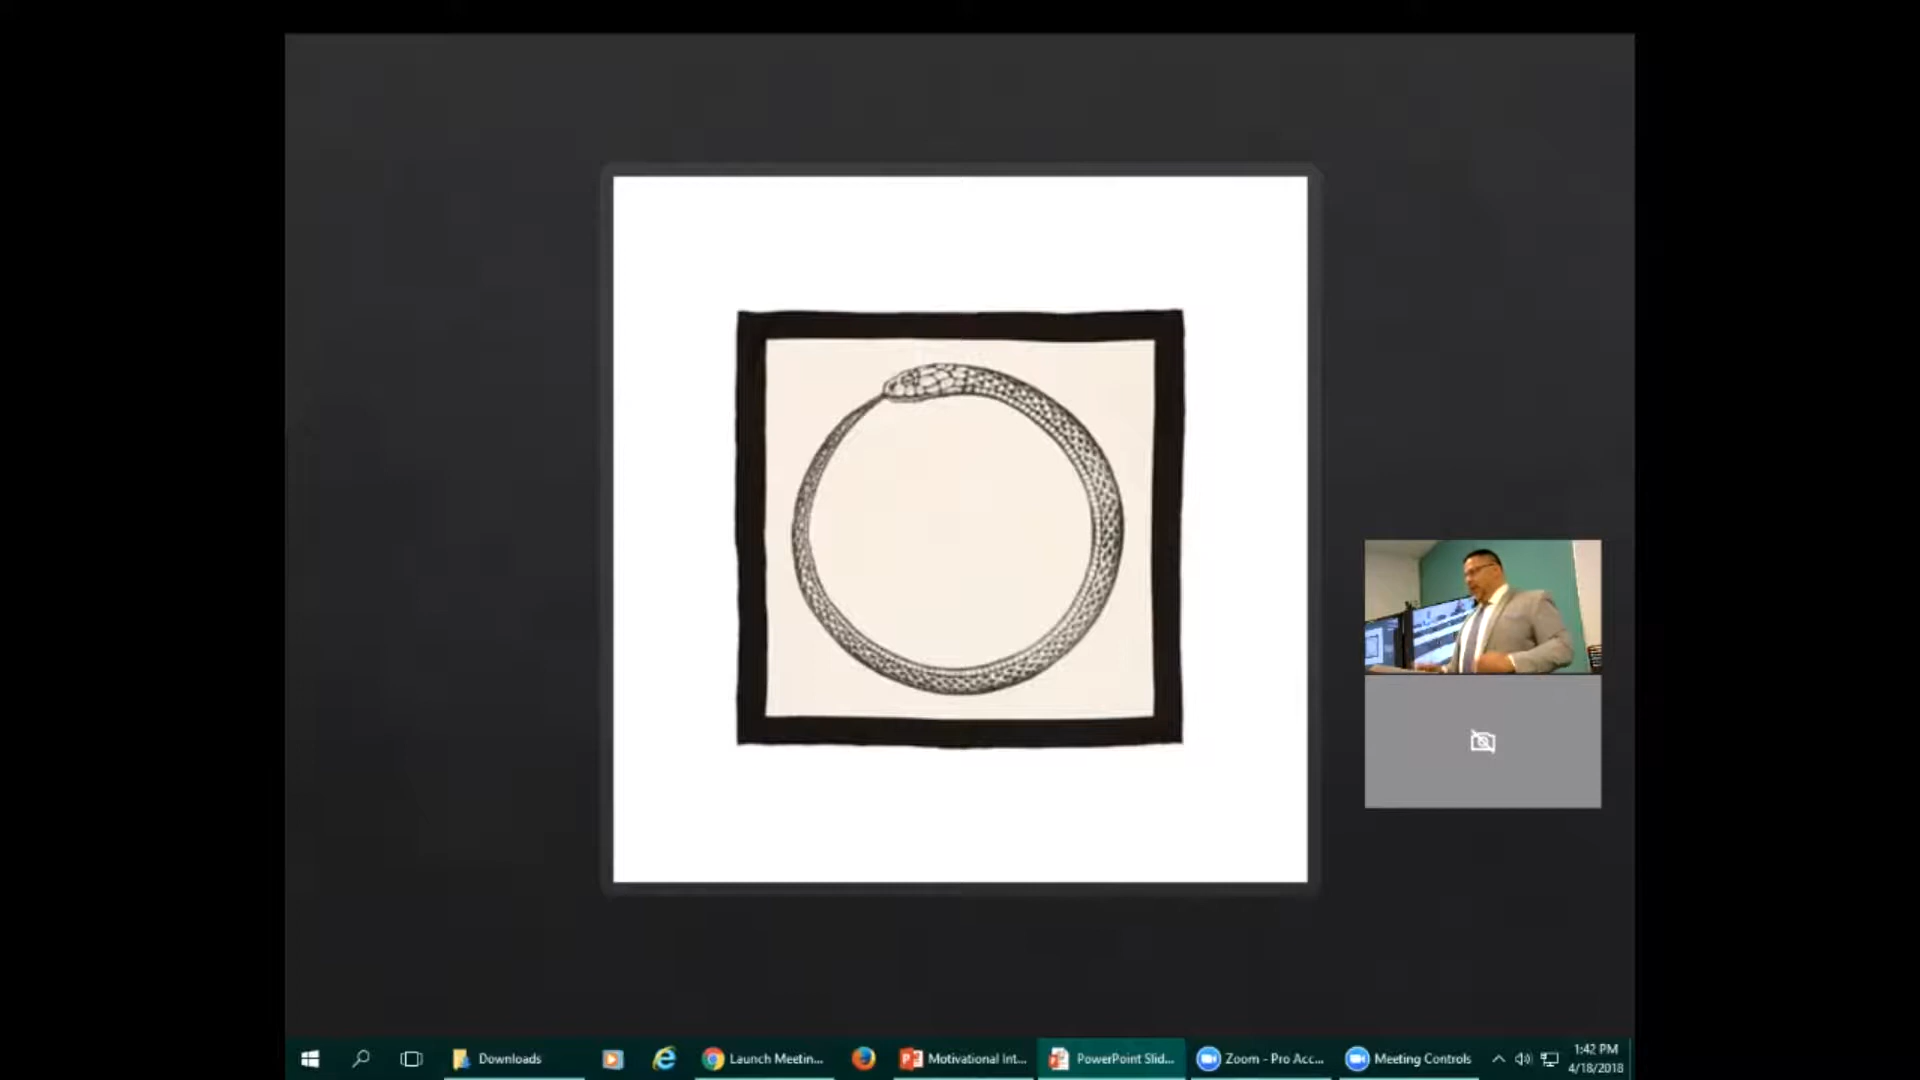 Downloads
Launch Meetin...
Motivational Int...
PowerPoint Slid...
Zoom - Pro Acc...
Meeting Controls
1:42 PM
4/18/2018